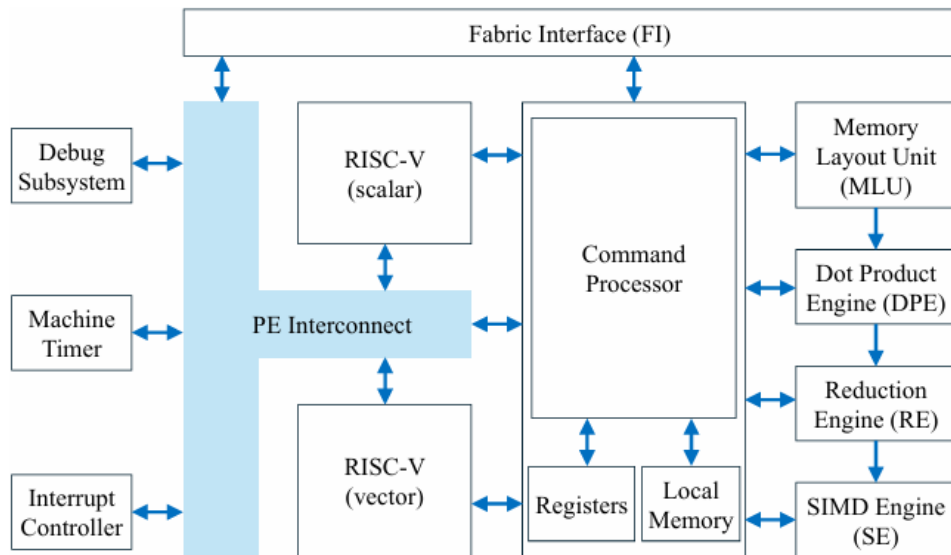 Fabric Interface (FI)
Debug
Subsystem
RISC-V
(scalar)
Memory
Layout Unit
(MLU)
Command
Processor
Dot Product
Engine (DPE)
Machine
Timer
PE Interconnect
Reduction
Engine (RE)
Interrupt
Controller
RISC-V
(vector)
Registers
Local
Memory
SIMD Engine
(SE)